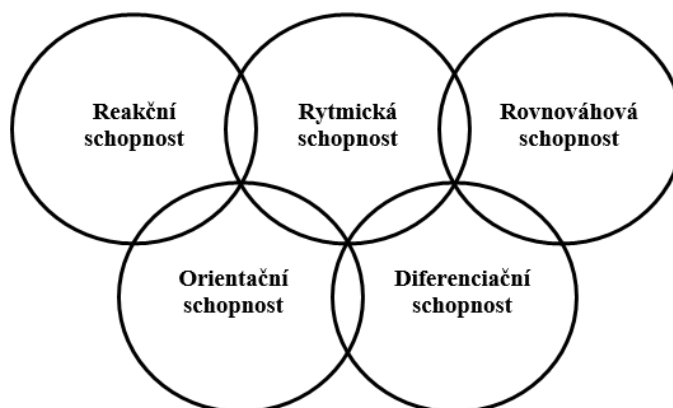 Reakční
schopnost
Rytmická
schopnost
Rovnováhová
schopnost
Orientační
schopnost
Diferenciační
schopnost